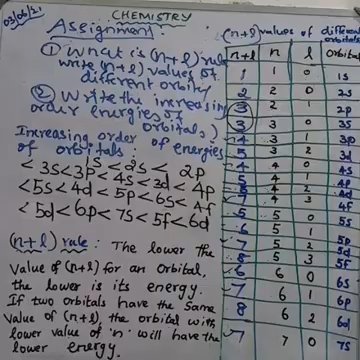 03/06/21
CHEMISTRY
Assignment:
① What is (n+l) rule
write (n+l) values of
different orbitals
② Write the increasing
order energies of
orbitals)
Increasing order of energies
of orbitals:
1s < 2s < 2p
< 3s < 3p < 4s < 3d < 4p
< 5s < 4d < 5p < 6s < 4f
< 5d < 6p < 7s < 5f < 6d
(n+l) rule: The lower the
value of (n+l) for an orbital,
the lower is its energy.
If two orbitals have the same
value of (n+l), the orbital with
lower value of 'n' will have the
lower energy.
(n+l) values of different
orbitals
n+l n l Orbital
1 1 0 1s
2 2 0 2s
3 2 1 2p
3 3 0 3s
4 3 1 3p
5 3 2 3d
4 4 0 4s
5 4 1 4p
4 2 4d
7 4 3 4f
5 5 0 5s
6 5 1 5p
7 5 2 5d
8 5 3 5f
6 6 0 6s
7 6 1 6p
8 6 2 6d
7 7 0 7s